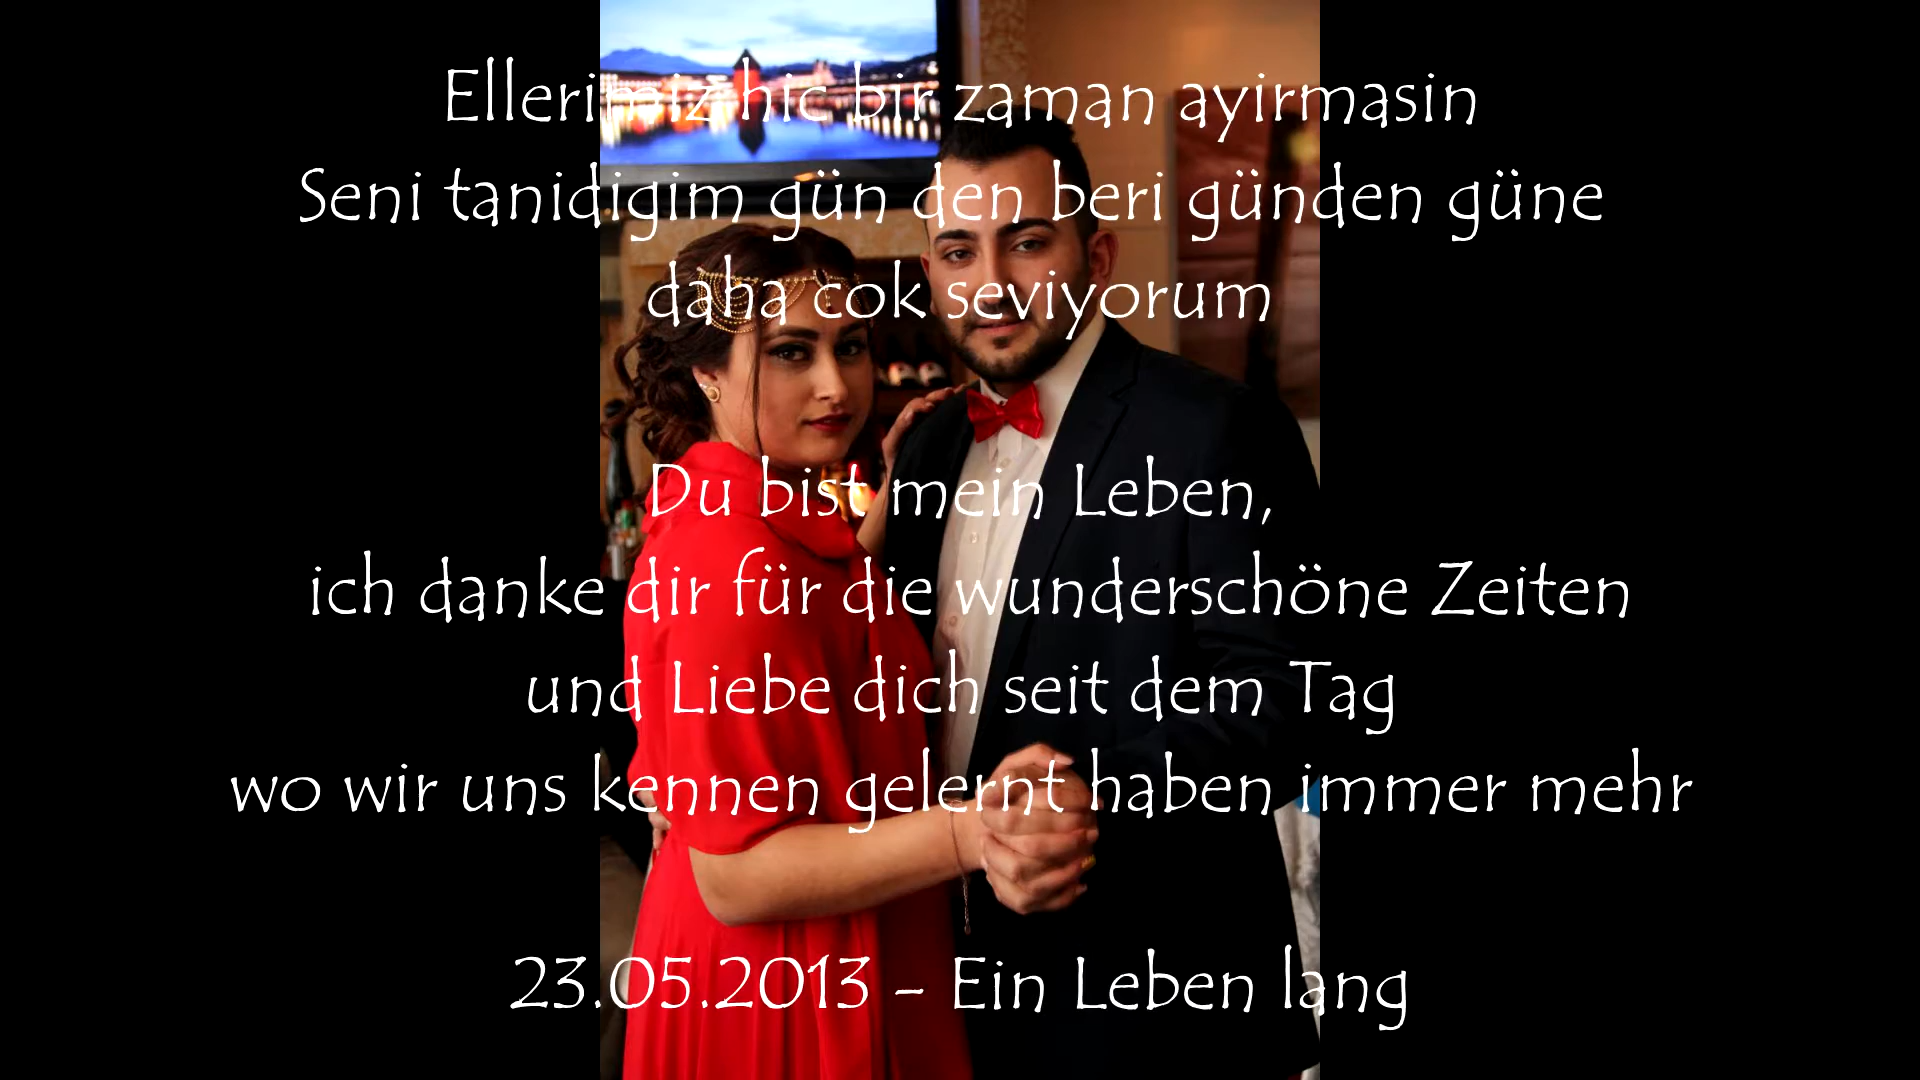 Ellerimiz hic bir zaman ayirmasin
Seni tanidigim gün den beri günden güne
daha cok seviyorum
Du bist mein Leben,
ich danke dir für die wunderschöne Zeiten
und Liebe dich seit dem Tag
wo wir uns kennen gelernt haben immer mehr
23.05.2013 - Ein Leben lang